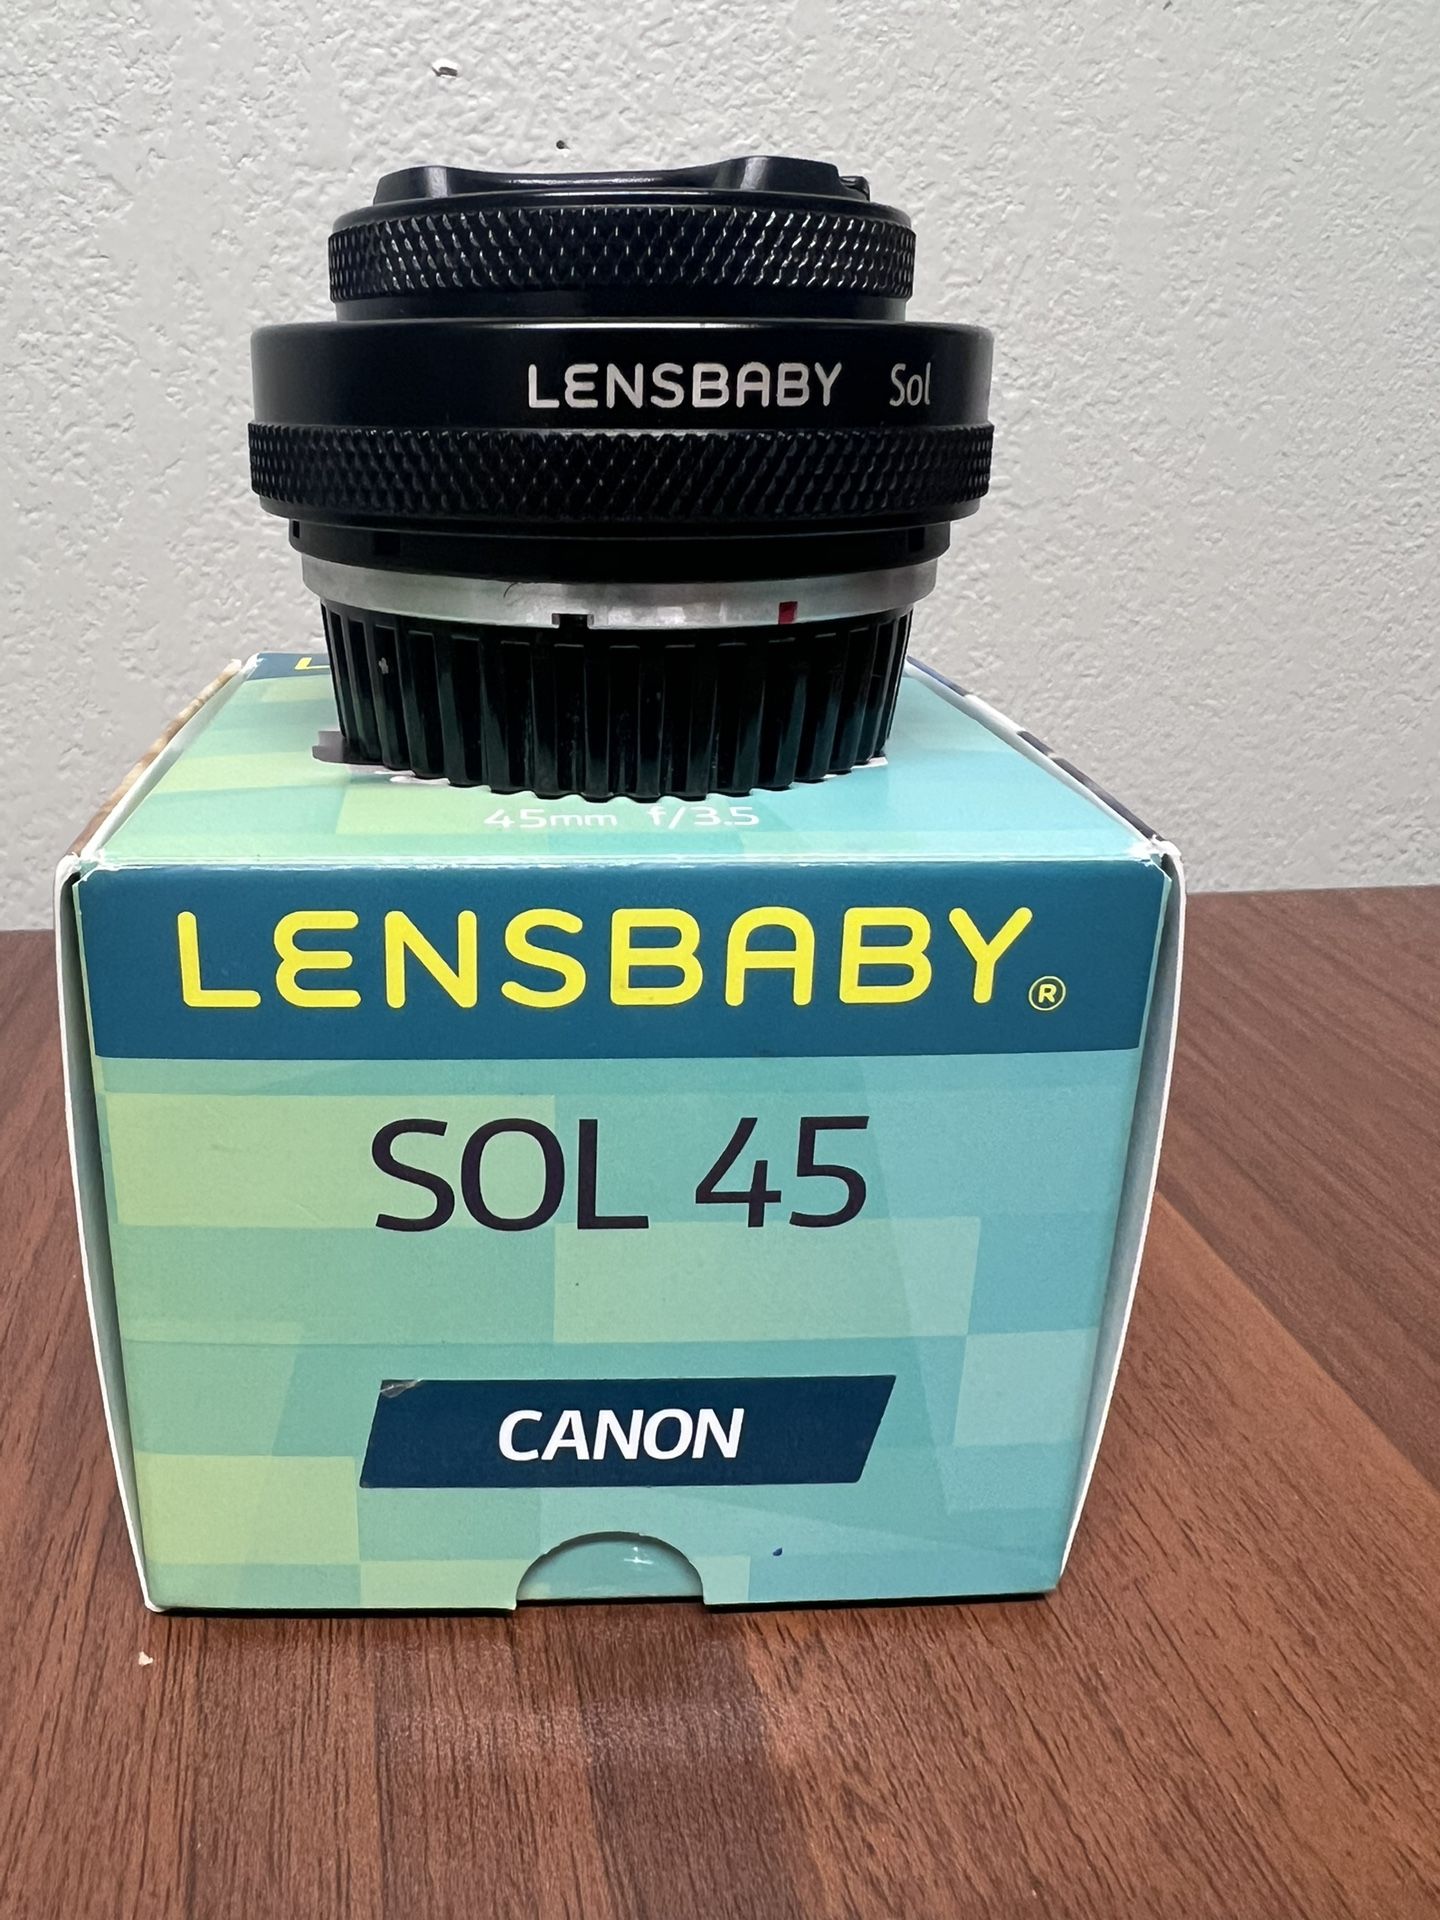 LENSBABY Sol
45mm f/3.5
LENSBABY®
SOL 45
CANON